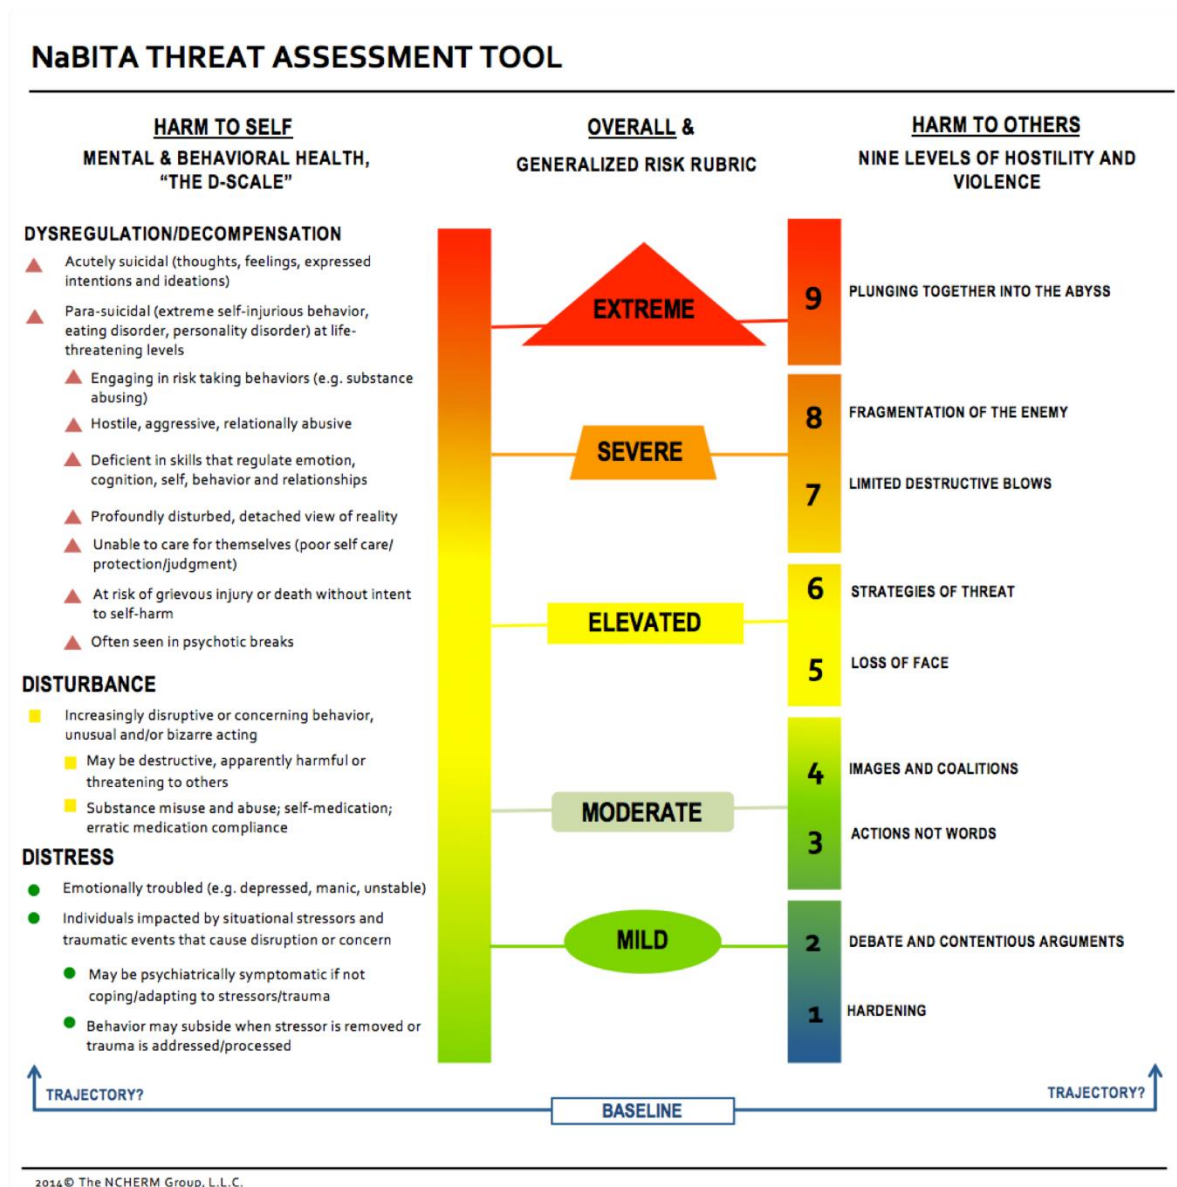 NaBITA THREAT ASSESSMENT TOOL
HARM TO SELF
MENTAL & BEHAVIORAL HEALTH,
“THE D-SCALE”
DYSREGULATION/DECOMPENSATION
Acutely suicidal (thoughts, feelings, expressed
intentions and ideations)
Para-suicidal (extreme self-injurious behavior,
eating disorder, personality disorder) at life-
threatening levels
Engaging in risk taking behaviors (e.g. substance
abusing)
Hostile, aggressive, relationally abusive
Deficient in skills that regulate emotion,
cognition, self, behavior and relationships
Profoundly disturbed, detached view of reality
Unable to care for themselves (poor self care/
protection/judgment)
At risk of grievous injury or death without intent
to self-harm
Often seen in psychotic breaks
DISTURBANCE
Increasingly disruptive or concerning behavior,
unusual and/or bizarre acting
May be destructive, apparently harmful or
threatening to others
Substance misuse and abuse; self-medication;
erratic medication compliance
DISTRESS
Emotionally troubled (e.g. depressed, manic, unstable)
Individuals impacted by situational stressors and
traumatic events that cause disruption or concern
May be psychiatrically symptomatic if not
coping/adapting to stressors/trauma
Behavior may subside when stressor is removed or
trauma is addressed/processed
OVERALL &
GENERALIZED RISK RUBRIC
EXTREME
SEVERE
ELEVATED
MODERATE
MILD
HARM TO OTHERS
NINE LEVELS OF HOSTILITY AND
VIOLENCE
9 PLUNGING TOGETHER INTO THE ABYSS
8 FRAGMENTATION OF THE ENEMY
7 LIMITED DESTRUCTIVE BLOWS
6 STRATEGIES OF THREAT
5 LOSS OF FACE
4 IMAGES AND COALITIONS
3 ACTIONS NOT WORDS
2 DEBATE AND CONTENTIOUS ARGUMENTS
1 HARDENING
TRAJECTORY?
BASELINE
TRAJECTORY?
2014© The NCHERM Group, L.L.C.